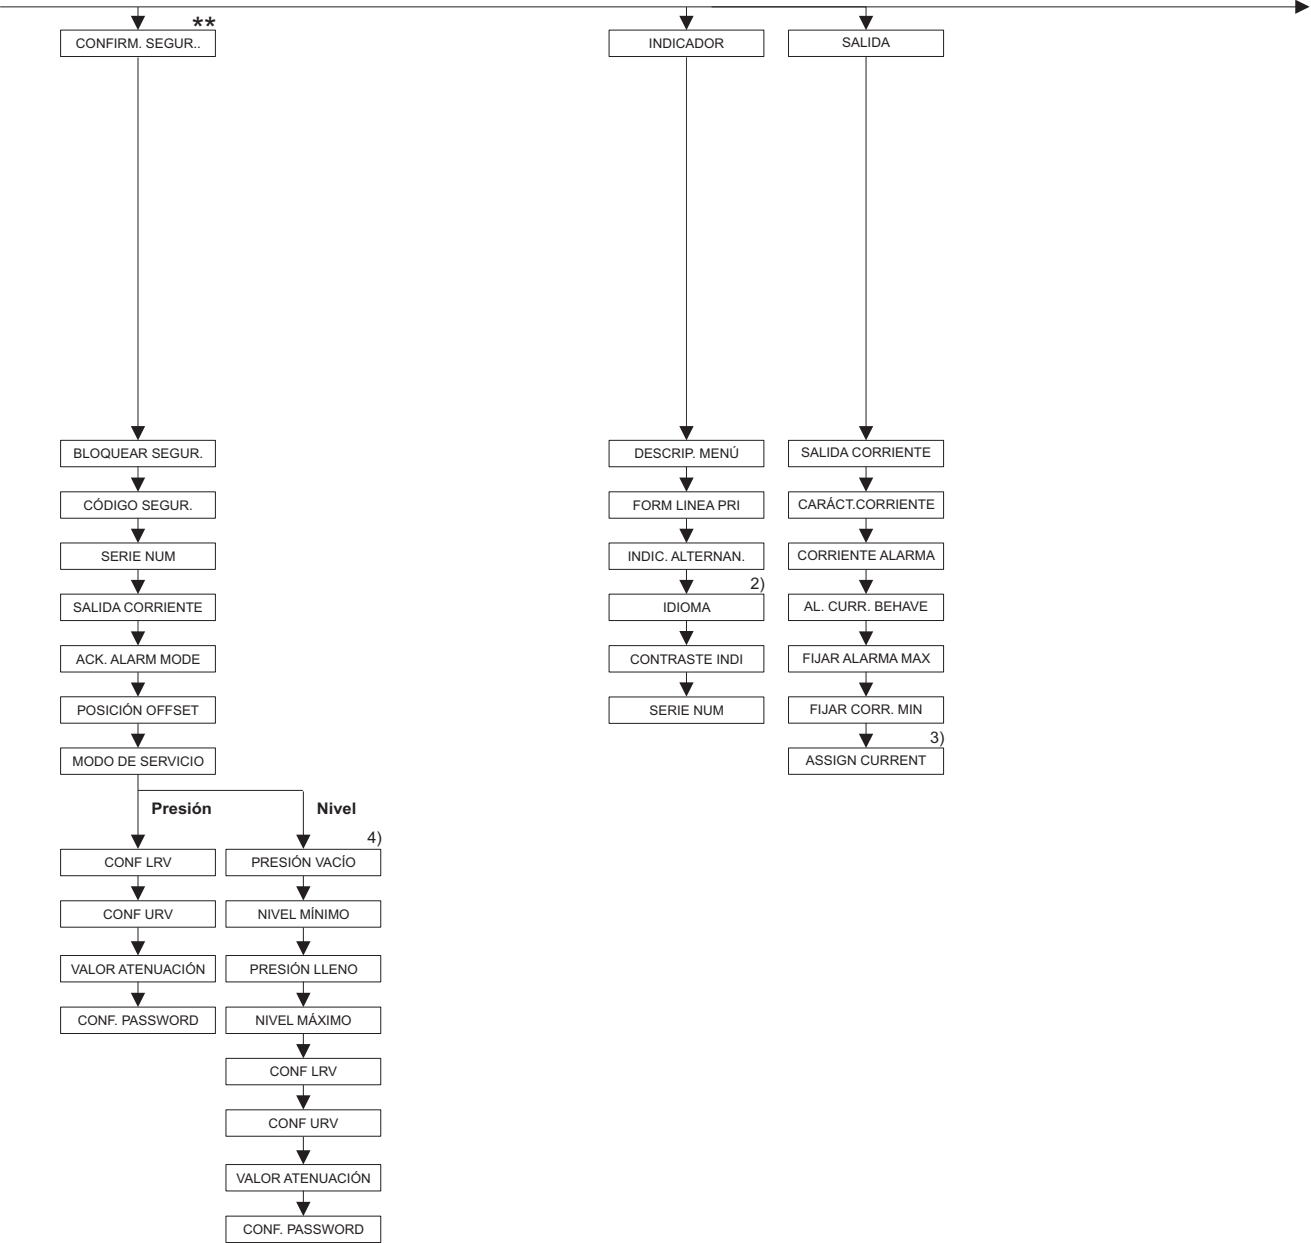 **
CONFIRM. SEGUR..
INDICADOR
SALIDA
BLOQUEAR SEGUR.
CÓDIGO SEGUR.
SERIE NUM
SALIDA CORRIENTE
ACK. ALARM MODE
POSICIÓN OFFSET
MODO DE SERVICIO
Presión
CONF LRV
CONF URV
VALOR ATENUACIÓN
CONF. PASSWORD
Nivel
4)
PRESIÓN VACÍO
NIVEL MÍNIMO
PRESIÓN LLENO
NIVEL MÁXIMO
CONF LRV
CONF URV
VALOR ATENUACIÓN
CONF. PASSWORD
DESCRIP. MENÚ
FORM LINEA PRI
INDIC. ALTERNAN.
2)
IDIOMA
CONTRASTE INDI
SERIE NUM
SALIDA CORRIENTE
CARÁCT.CORRIENTE
CORRIENTE ALARMA
AL. CURR. BEHAVE
FIJAR ALARMA MAX
FIJAR CORR. MIN
3)
ASSIGN CURRENT